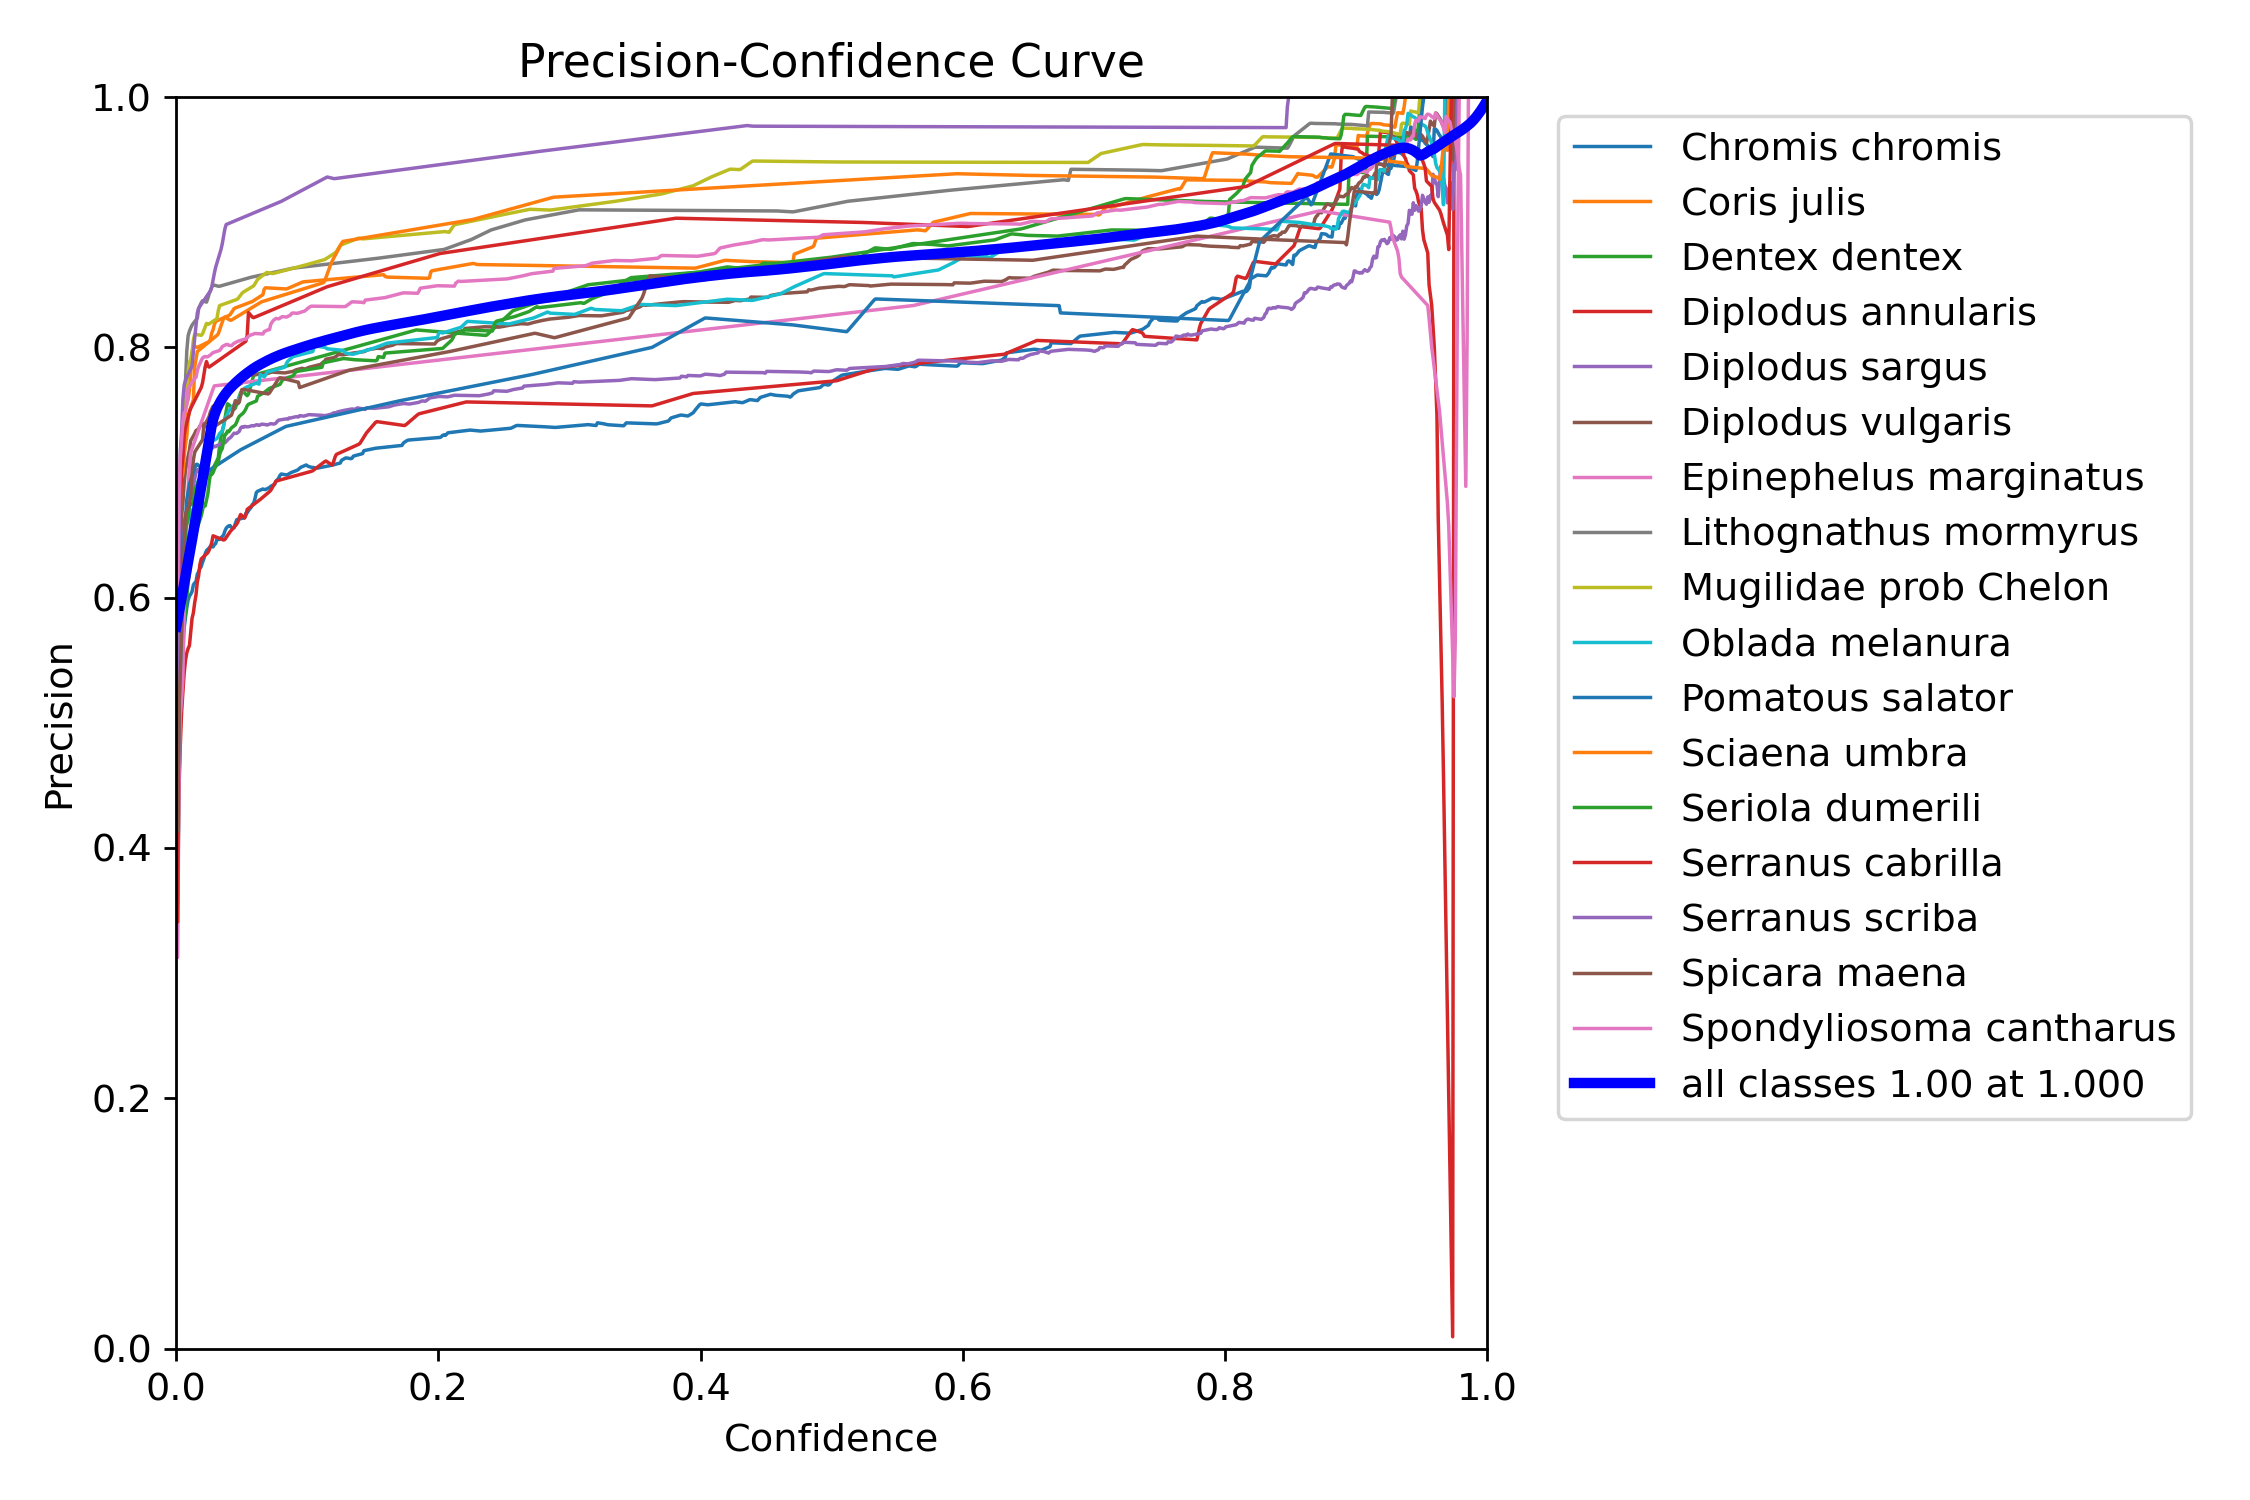 Precision-Confidence Curve
1.0
0.8
0.6
0.4
0.2
0.0
Precision
0.0 0.2 0.4 0.6 0.8 1.0
Confidence
Chromis chromis
Coris julis
Dentex dentex
Diplodus annularis
Diplodus sargus
Diplodus vulgaris
Epinephelus marginatus
Lithognathus mormyrus
Mugilidae prob Chelon
Oblada melanura
Pomatous salator
Sciaena umbra
Seriola dumerili
Serranus cabrilla
Serranus scriba
Spicara maena
Spondyliosoma cantharus
all classes 1.00 at 1.000